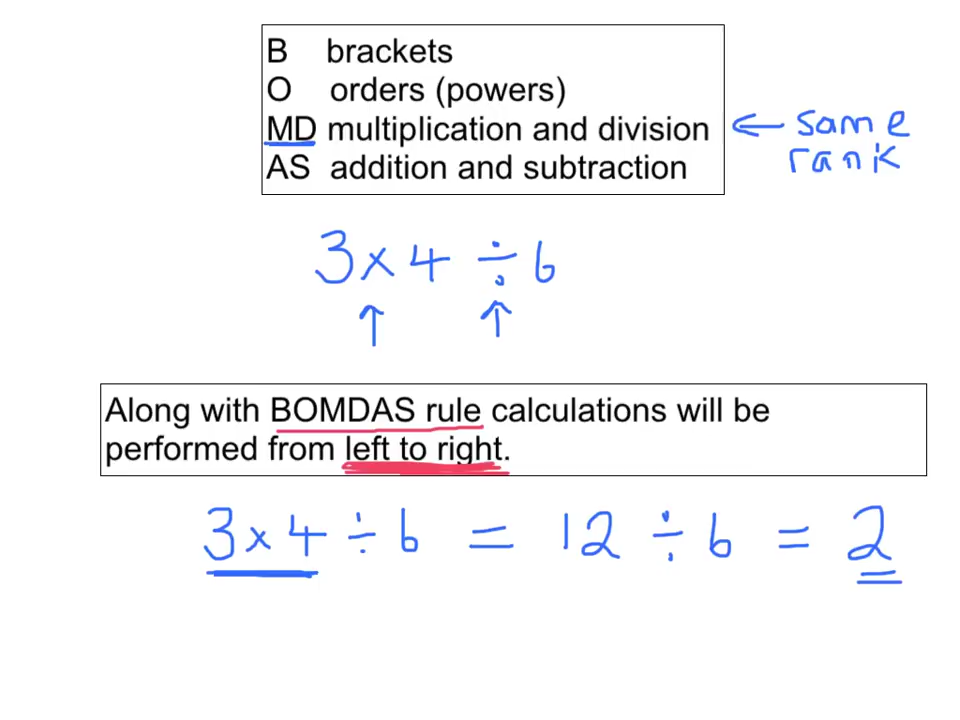 B brackets
O orders (powers)
MD multiplication and division ← same
rank
AS addition and subtraction
3 × 4 ÷ 6
↑ ↑
Along with BOMDAS rule calculations will be
performed from left to right.
3 × 4 ÷ 6 = 12 ÷ 6 = 2